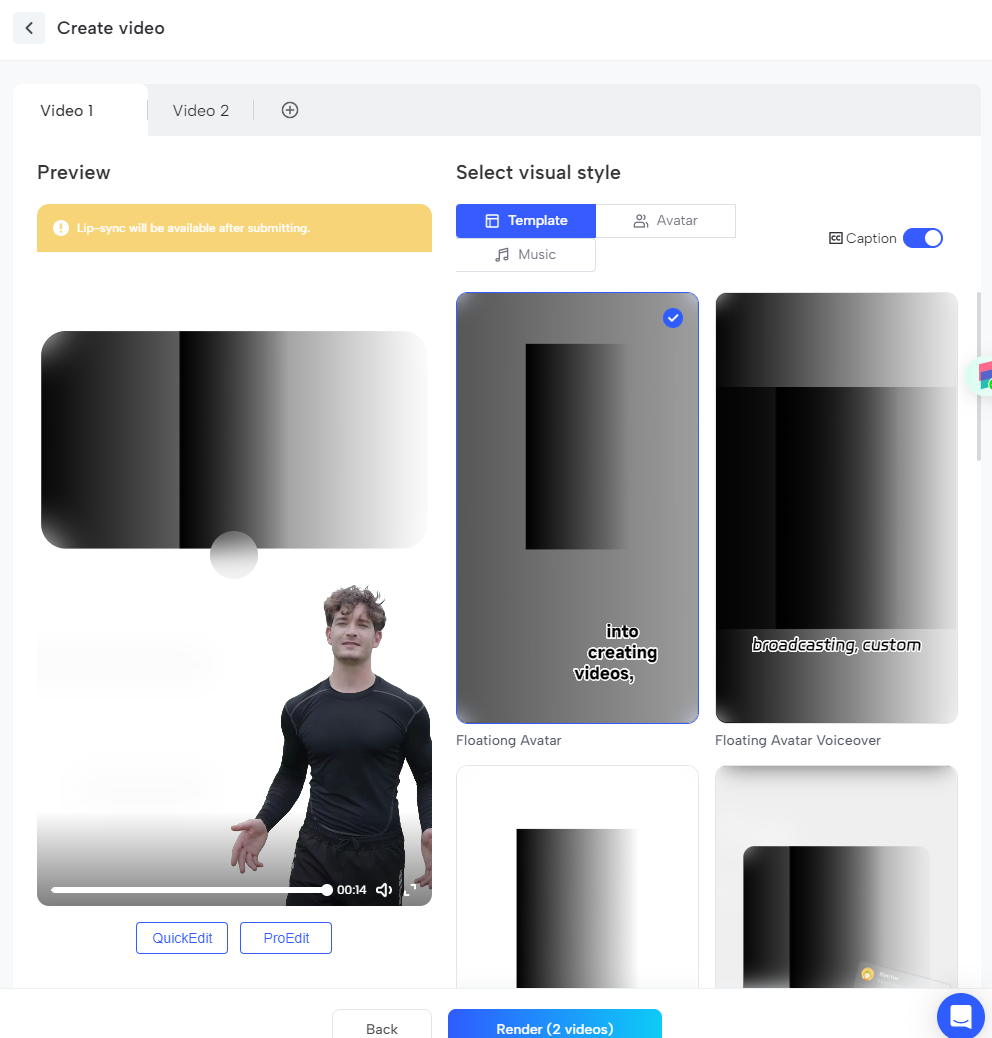 Create video
Video 1
Video 2
Preview
Select visual style
Lip-sync will be available after submitting.
Template
Avatar
Music
CC
Caption
into
creating
videos,
broadcasting, custom
Floationg Avatar
Floating Avatar Voiceover
00:14
QuickEdit
ProEdit
Back
Render (2 videos)